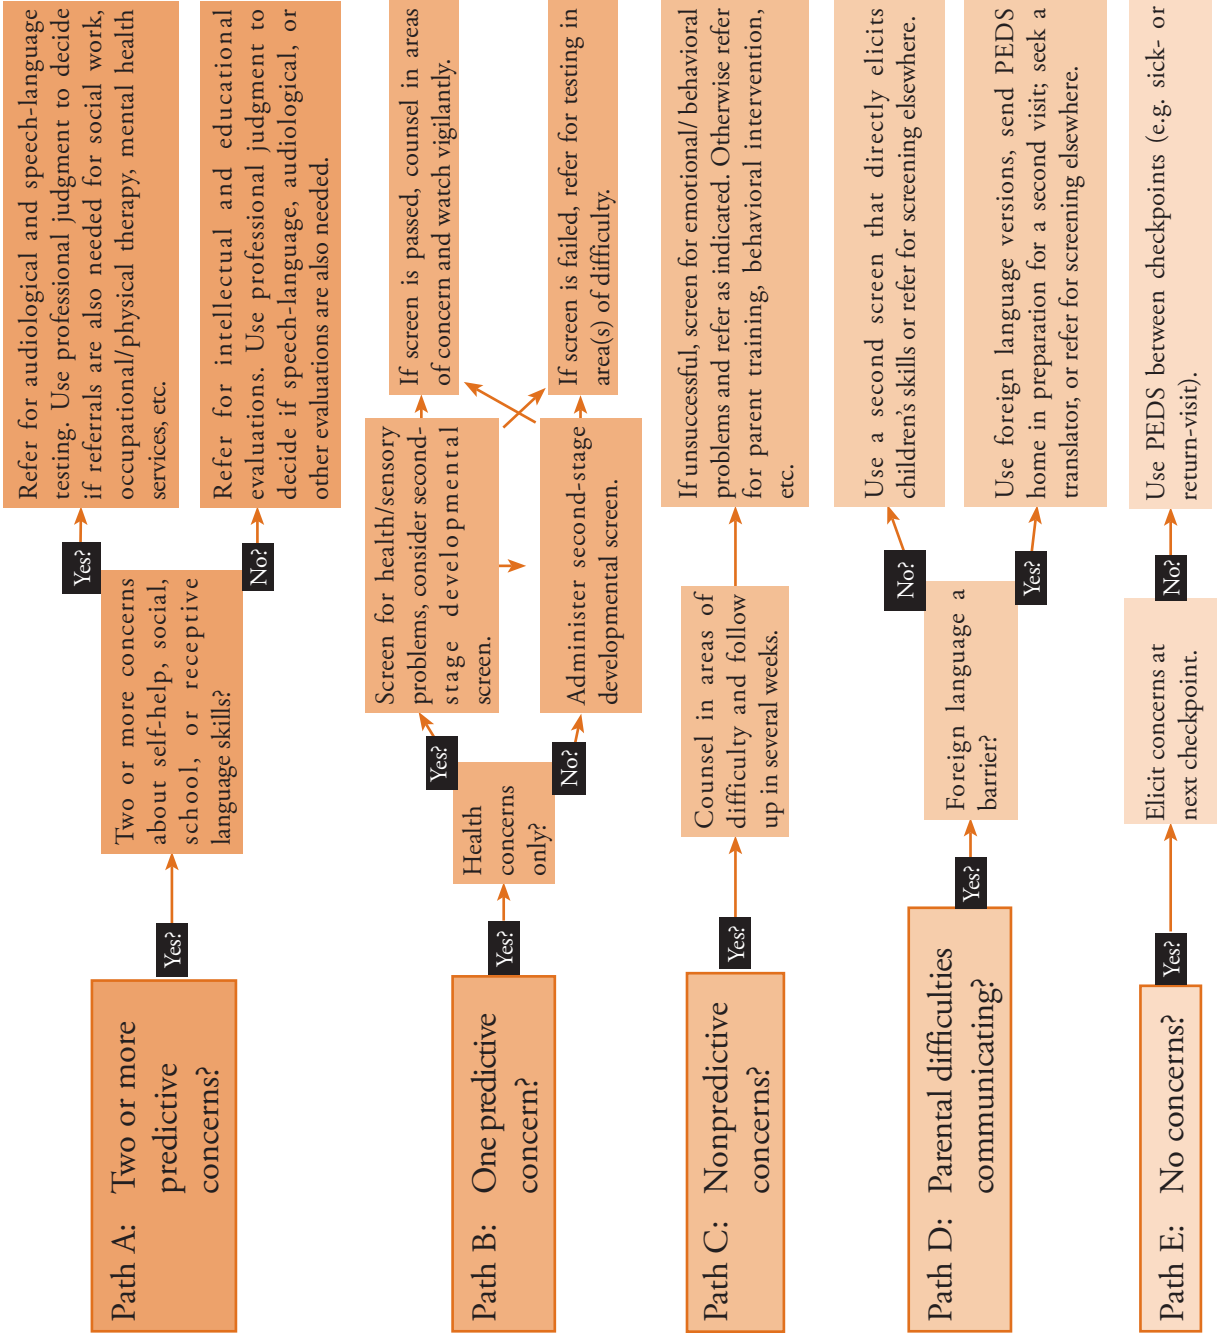 Path A: Two or more
predictive
concerns?
Yes?
Two or more concerns
about self-help, social,
school, or receptive
language skills?
Yes?
Refer for audiological and speech-language
testing. Use professional judgment to decide
if referrals are also needed for social work,
occupational/physical therapy, mental health
services, etc.
No?
Refer for intellectual and educational
evaluations. Use professional judgment to
decide if speech-language, audiological, or
other evaluations are also needed.
Path B: One predictive
concern?
Yes?
Health
concerns
only?
Yes?
Screen for health/sensory
problems, consider second-
stage developmental
screen.
No?
Administer second-stage
developmental screen.
If screen is passed, counsel in areas
of concern and watch vigilantly.
If screen is failed, refer for testing in
area(s) of difficulty.
Path C: Nonpredictive
concerns?
Yes?
Counsel in areas of
difficulty and follow
up in several weeks.
If unsuccessful, screen for emotional/ behavioral
problems and refer as indicated. Otherwise refer
for parent training, behavioral intervention,
etc.
Path D: Parental difficulties
communicating?
Yes?
Foreign language a
barrier?
No?
Use a second screen that directly elicits
children's skills or refer for screening elsewhere.
Yes?
Use foreign language versions, send PEDS
home in preparation for a second visit; seek a
translator, or refer for screening elsewhere.
Path E: No concerns?
Yes?
Elicit concerns at
next checkpoint.
No?
Use PEDS between checkpoints (e.g. sick- or
return-visit).